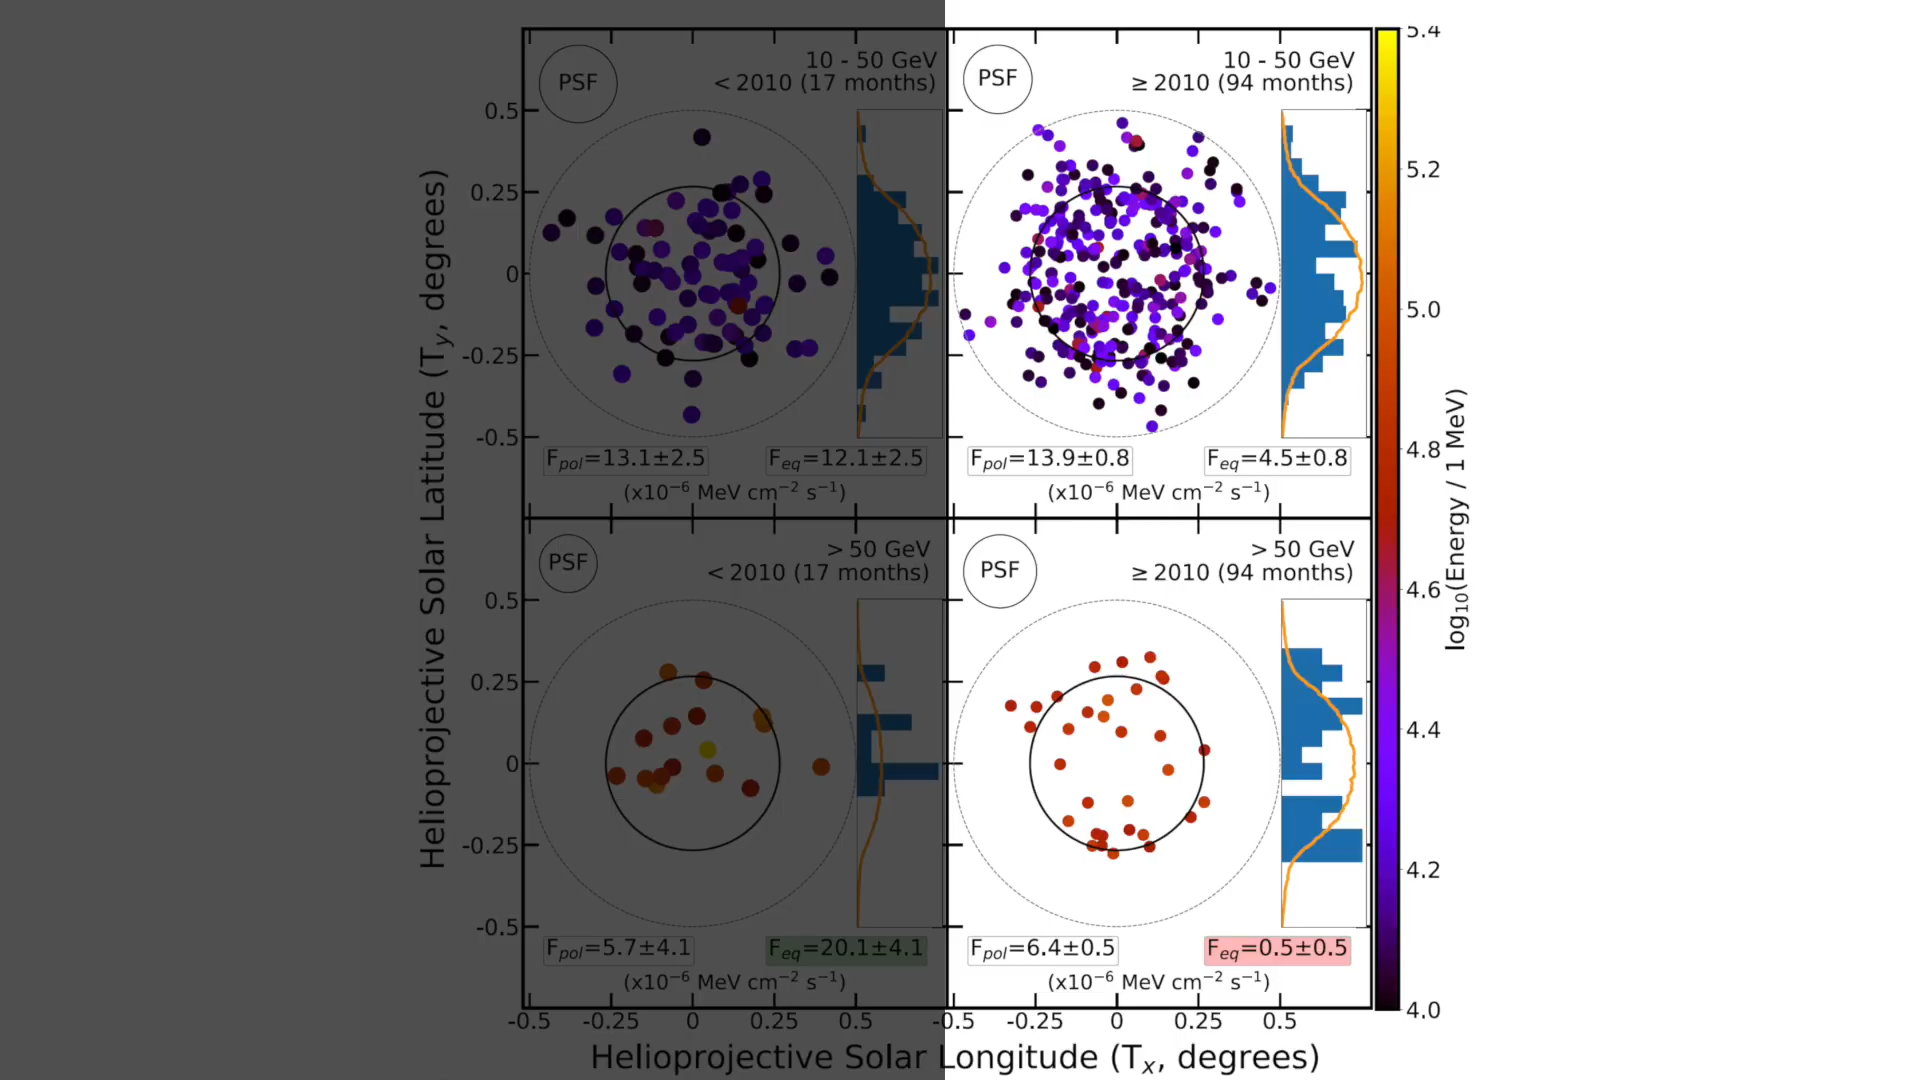 10 - 50 GeV
< 2010 (17 months)
PSF
10 - 50 GeV
≥ 2010 (94 months)
PSF
0.5
0.25
0
-0.25
-0.5
F_pol=13.1±2.5
F_eq=12.1±2.5
(x10⁻⁶ MeV cm⁻² s⁻¹)
F_pol=13.9±0.8
F_eq=4.5±0.8
(x10⁻⁶ MeV cm⁻² s⁻¹)
> 50 GeV
< 2010 (17 months)
PSF
> 50 GeV
≥ 2010 (94 months)
PSF
0.5
0.25
0
-0.25
-0.5
F_pol=5.7±4.1
F_eq=20.1±4.1
(x10⁻⁶ MeV cm⁻² s⁻¹)
F_pol=6.4±0.5
F_eq=0.5±0.5
(x10⁻⁶ MeV cm⁻² s⁻¹)
-0.5 -0.25 0 0.25 0.5 -0.5 -0.25 0 0.25 0.5
Helioprojective Solar Longitude (Tₓ, degrees)
Helioprojective Solar Latitude (T_y, degrees)
5.4
5.2
5.0
4.8
4.6
4.4
4.2
4.0
log₁₀(Energy / 1 MeV)